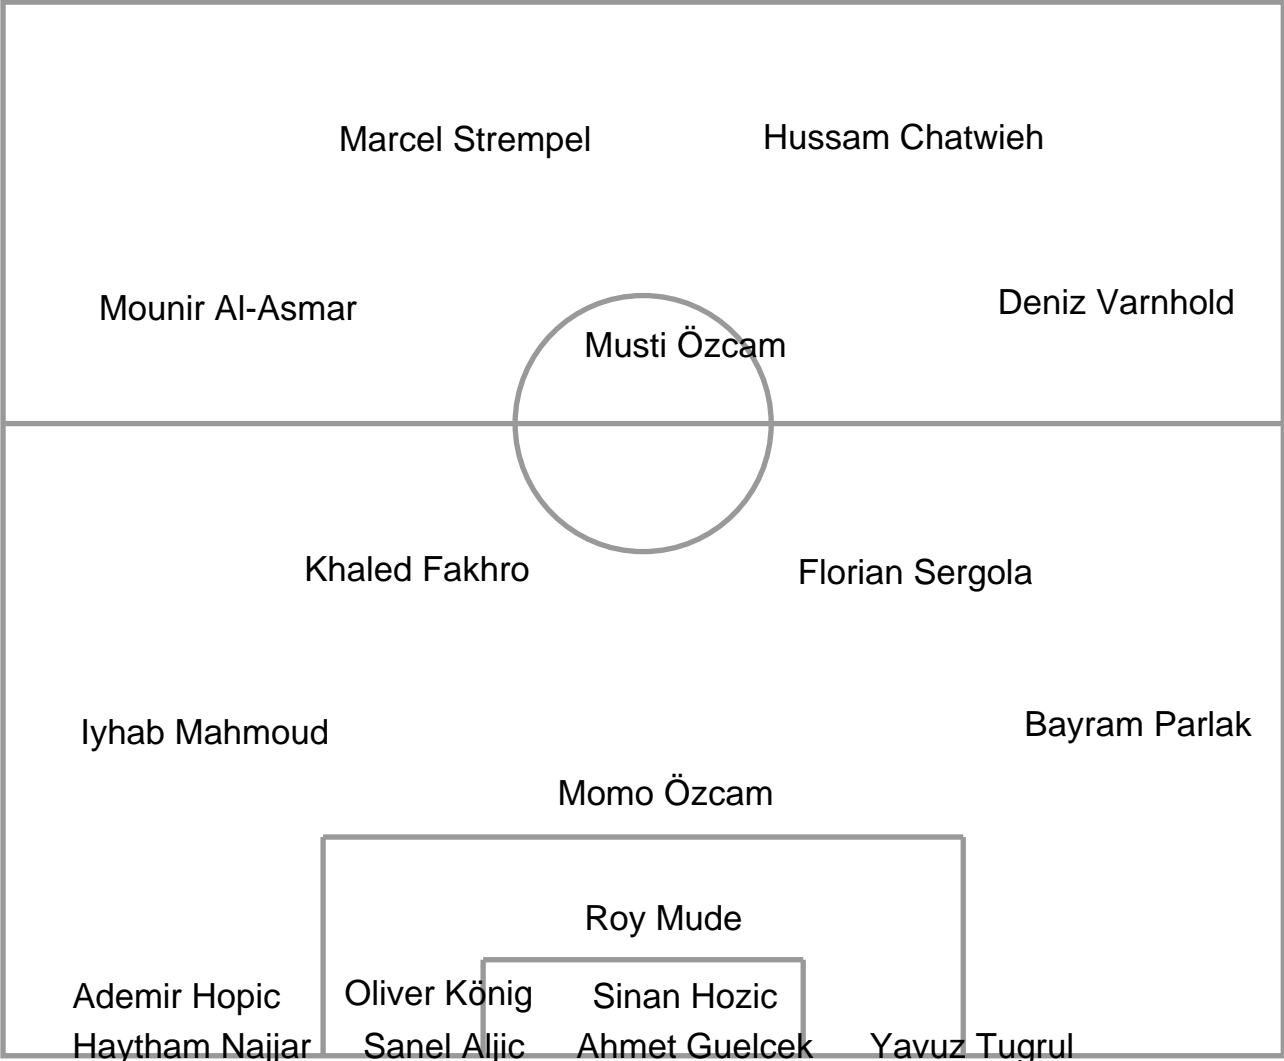 Marcel Strempel Hussam Chatwieh
Mounir Al-Asmar Musti Özcam Deniz Varnhold
Khaled Fakhro Florian Sergola
Iyhab Mahmoud Bayram Parlak
Momo Özcam
Roy Mude
Ademir Hopic Oliver König Sinan Hozic
Haytham Najjar Sanel Aljic Ahmet Guelcek Yavuz Tugrul